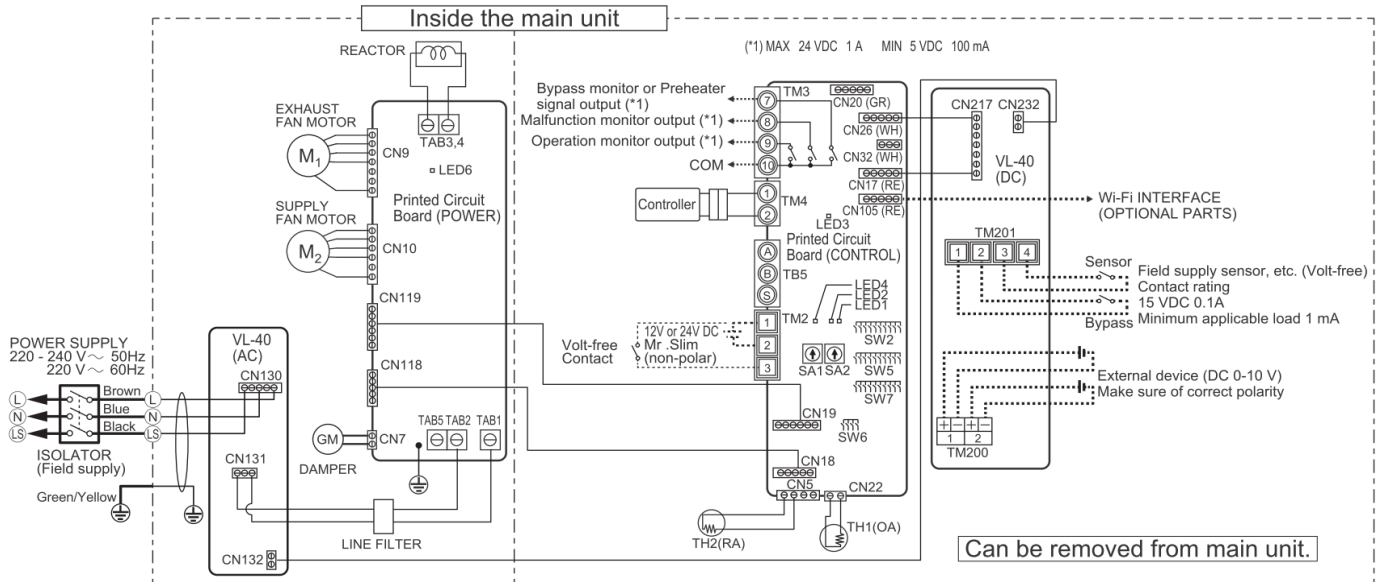 Inside the main unit
(*1) MAX 24 VDC 1 A MIN 5 VDC 100 mA
REACTOR
EXHAUST
FAN MOTOR
M1
TAB3,4
CN9
LED6
Printed Circuit
Board (POWER)
SUPPLY
FAN MOTOR
M2
CN10
CN119
CN118
CN7
TAB5 TAB2 TAB1
GM
DAMPER
LINE FILTER
POWER SUPPLY
220 - 240 V～ 50Hz
220 V～ 60Hz
L
N
LS
Brown
Blue
Black
L
N
LS
ISOLATOR
(Field supply)
Green/Yellow
VL-40
(AC)
CN130
CN131
CN132
Bypass monitor or Preheater
signal output (*1)
Malfunction monitor output (*1)
Operation monitor output (*1)
COM
7
8
9
10
TM3
Controller
1
2
TM4
A
B
S
TB5
1
2
3
TM2
Volt-free
Contact
12V or 24V DC
Mr .Slim
(non-polar)
CN20 (GR)
CN26 (WH)
CN32 (WH)
CN17 (RE)
CN105 (RE)
LED3
Printed Circuit
Board (CONTROL)
LED4
LED2
LED1
SW2
SA1 SA2
SW5
SW7
CN19
SW6
CN18
CN5
CN22
TH2(RA)
TH1(OA)
CN217 CN232
VL-40
(DC)
Wi-Fi INTERFACE
(OPTIONAL PARTS)
TM201
1 2 3 4
Sensor
Field supply sensor, etc. (Volt-free)
Contact rating
15 VDC 0.1A
Bypass
Minimum applicable load 1 mA
External device (DC 0-10 V)
Make sure of correct polarity
+ − + −
1 2
TM200
Can be removed from main unit.